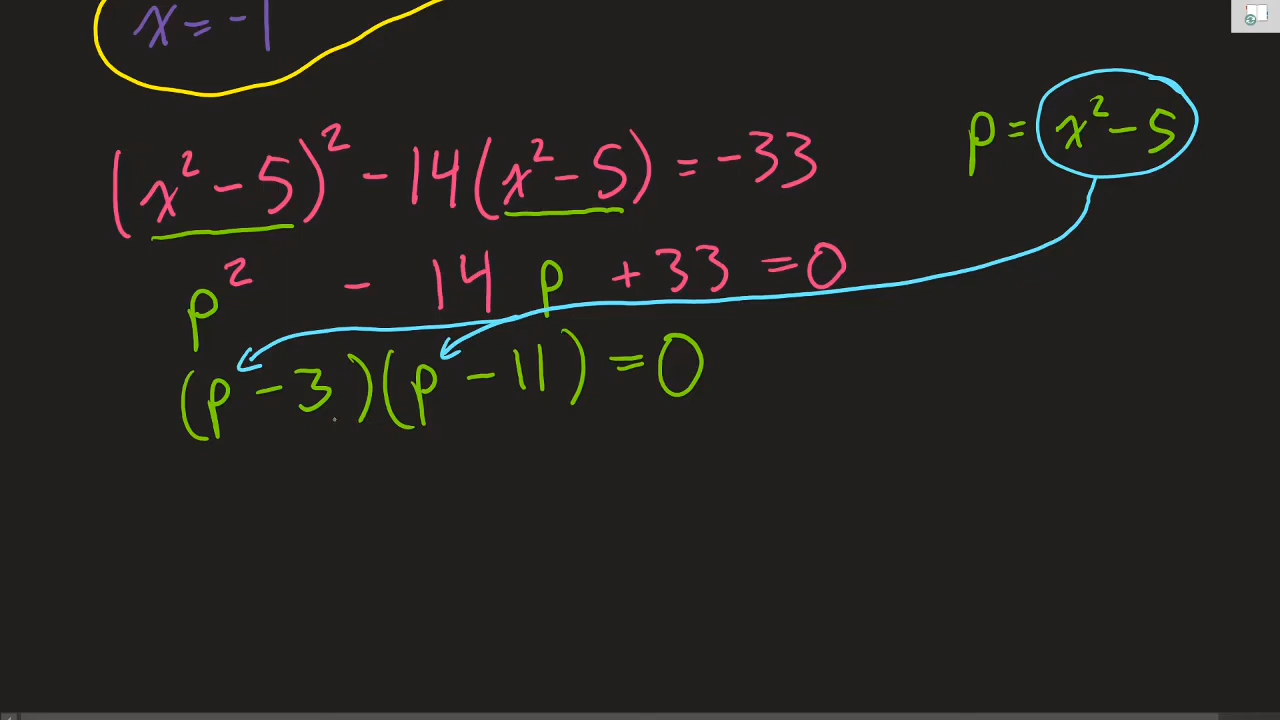 x = -1
p = x² - 5
(x² - 5)² - 14(x² - 5) = -33
p² - 14 p + 33 = 0
(p - 3)(p - 11) = 0